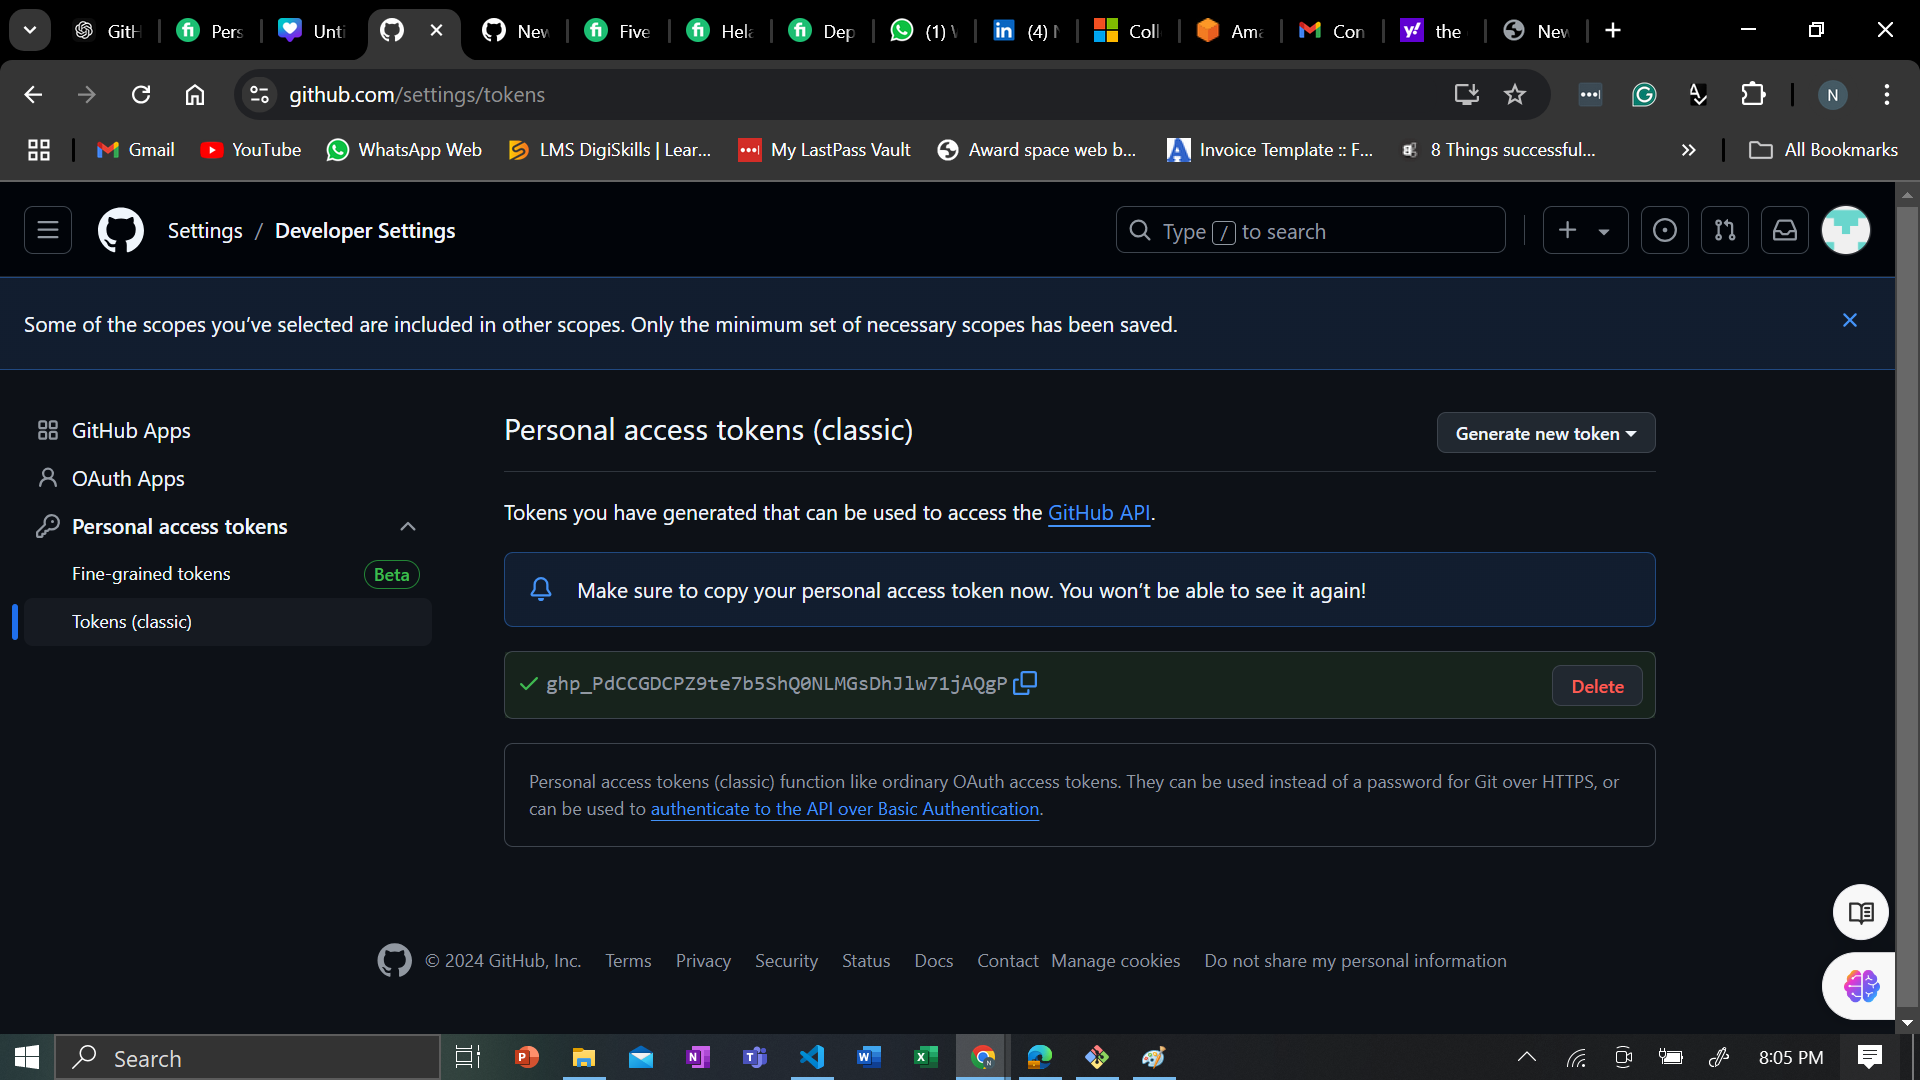 GitH
Pers
Unti
New
Five
Hela
Dep
(1) W
(4) N
Coll
Ama
Con
the
New
github.com/settings/tokens
N
Gmail
YouTube
WhatsApp Web
LMS DigiSkills | Lear...
My LastPass Vault
Award space web b...
Invoice Template :: F...
8 Things successful...
All Bookmarks
Settings / Developer Settings
Type / to search
Some of the scopes you’ve selected are included in other scopes. Only the minimum set of necessary scopes has been saved.
GitHub Apps
OAuth Apps
Personal access tokens
Fine-grained tokens
Beta
Tokens (classic)
Personal access tokens (classic)
Generate new token
Tokens you have generated that can be used to access the GitHub API.
Make sure to copy your personal access token now. You won’t be able to see it again!
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
Delete
Personal access tokens (classic) function like ordinary OAuth access tokens. They can be used instead of a password for Git over HTTPS, or
can be used to authenticate to the API over Basic Authentication.
© 2024 GitHub, Inc.
Terms
Privacy
Security
Status
Docs
Contact
Manage cookies
Do not share my personal information
Search
8:05 PM